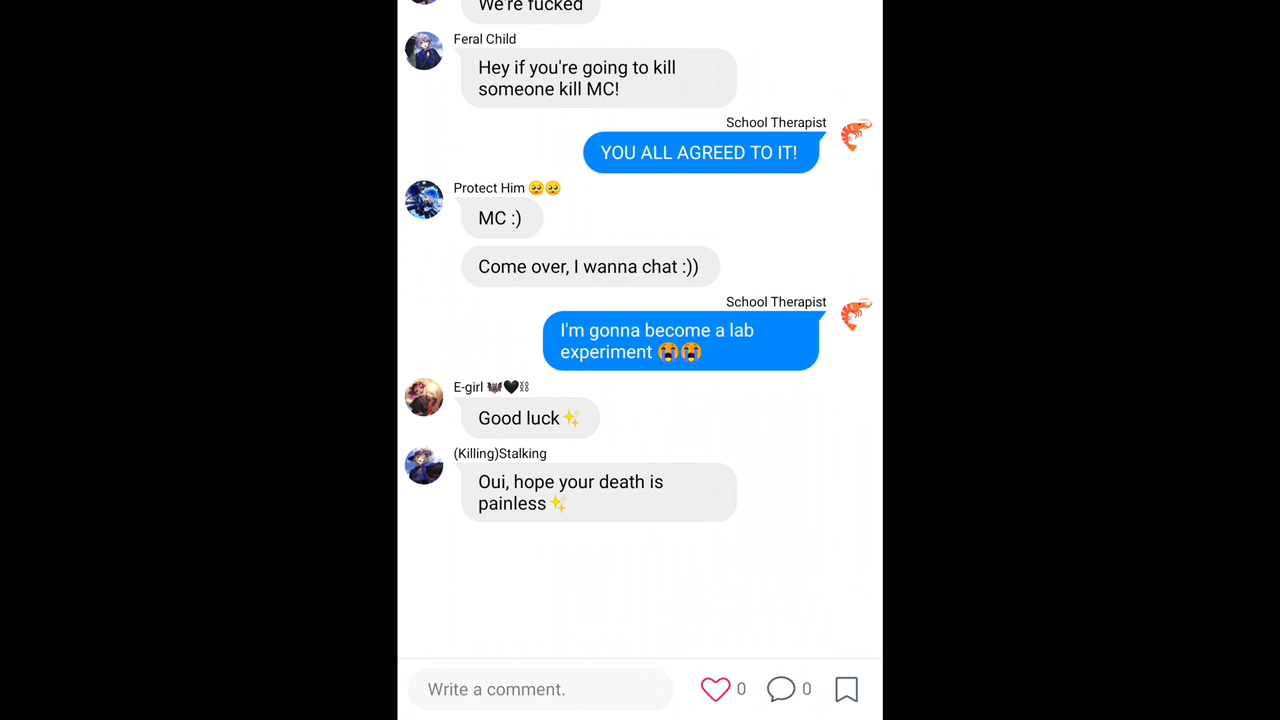 We're fucked
Feral Child
Hey if you're going to kill
someone kill MC!
School Therapist
YOU ALL AGREED TO IT!
Protect Him 🥺🥺
MC :)
Come over, I wanna chat :))
School Therapist
I'm gonna become a lab
experiment 😭😭
E-girl 🦇🖤⛓
Good luck✨
(Killing)Stalking
Oui, hope your death is
painless✨
Write a comment.
0
0